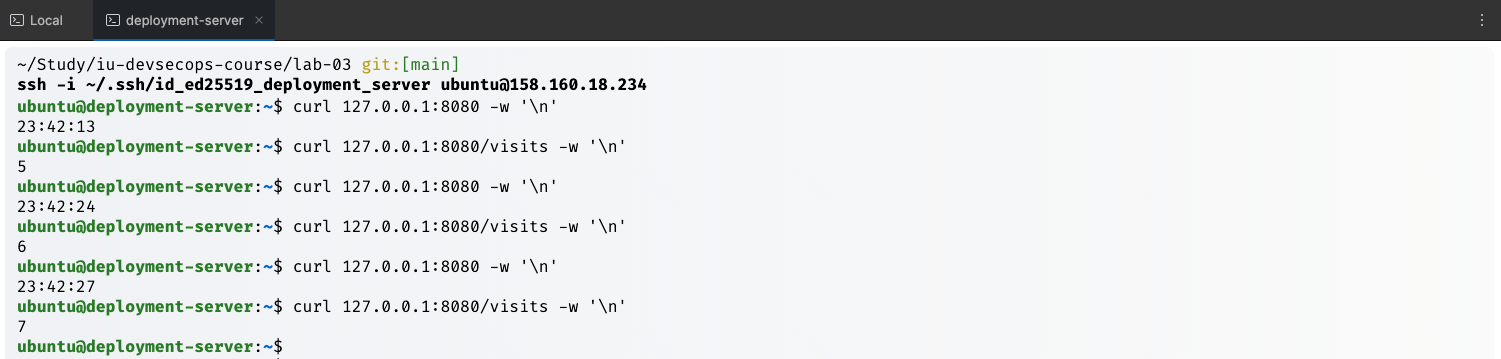 Local deployment-server
~/Study/iu-devsecops-course/lab-03 git:[main]
ssh -i ~/.ssh/id_ed25519_deployment_server ubuntu@158.160.18.234
ubuntu@deployment-server:~$ curl 127.0.0.1:8080 -w '\n'
23:42:13
ubuntu@deployment-server:~$ curl 127.0.0.1:8080/visits -w '\n'
5
ubuntu@deployment-server:~$ curl 127.0.0.1:8080 -w '\n'
23:42:24
ubuntu@deployment-server:~$ curl 127.0.0.1:8080/visits -w '\n'
6
ubuntu@deployment-server:~$ curl 127.0.0.1:8080 -w '\n'
23:42:27
ubuntu@deployment-server:~$ curl 127.0.0.1:8080/visits -w '\n'
7
ubuntu@deployment-server:~$